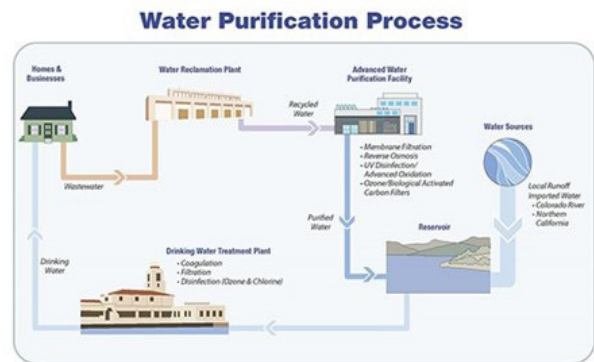 Water Purification Process
Homes &
Businesses
Water Reclamation Plant
Advanced Water
Purification Facility
Recycled
Water
Water Sources
• Membrane Filtration
• Reverse Osmosis
• UV Disinfection/
Advanced Oxidation
• Ozone/Biological Activated
Carbon Filters
Wastewater
Local Runoff
Imported Water
• Colorado River
• Northern
California
Purified
Water
Reservoir
Drinking Water Treatment Plant
• Coagulation
• Filtration
• Disinfection (Ozone & Chlorine)
Drinking
Water